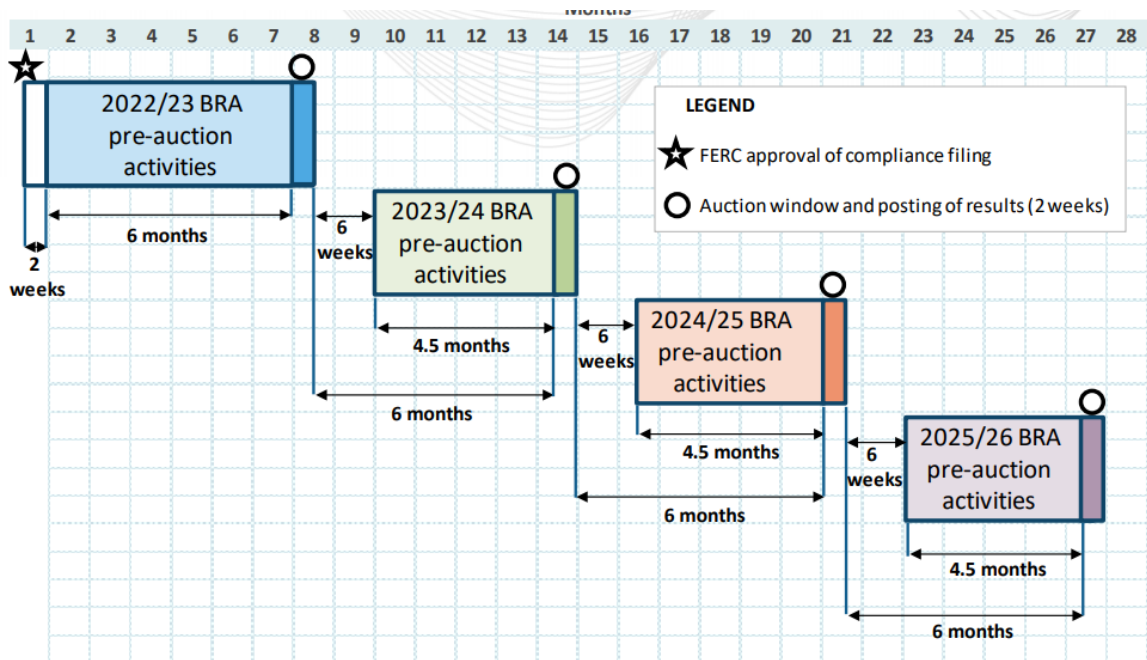 Months
1 2 3 4 5 6 7 8 9 10 11 12 13 14 15 16 17 18 19 20 21 22 23 24 25 26 27 28
2022/23 BRA
pre-auction
activities
LEGEND
FERC approval of compliance filing
Auction window and posting of results (2 weeks)
6 months
2
weeks
6
weeks
2023/24 BRA
pre-auction
activities
4.5 months
6 months
6
weeks
2024/25 BRA
pre-auction
activities
4.5 months
6 months
6
weeks
2025/26 BRA
pre-auction
activities
4.5 months
6 months